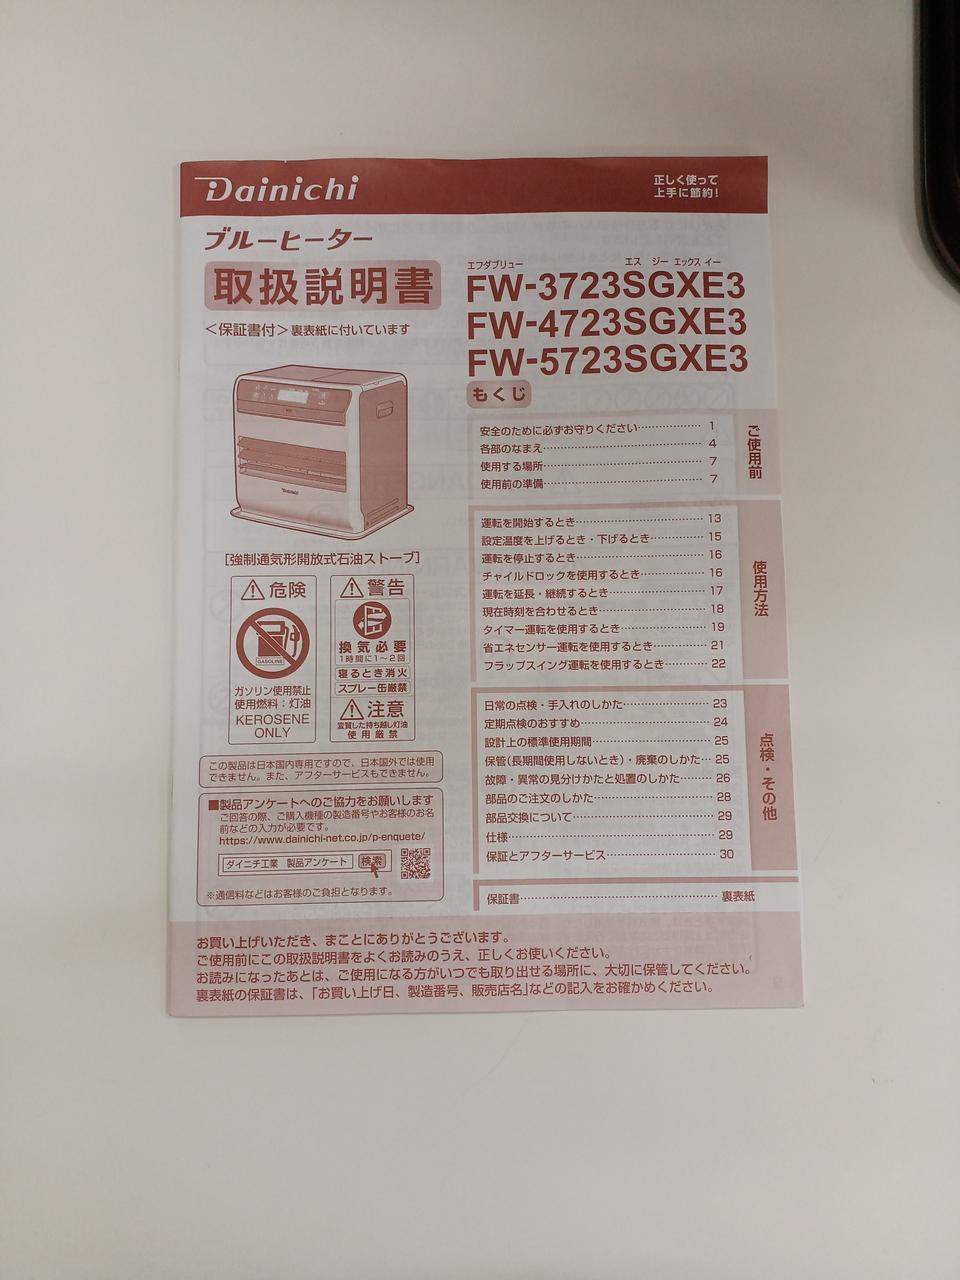 Dainichi
正しく使って
上手に節約!
ブルーヒーター
取扱説明書
＜保証書付＞裏表紙に付いています
エフダブリュー エス ジー エックス イー
FW-3723SGXE3
FW-4723SGXE3
FW-5723SGXE3
[強制通気形開放式石油ストーブ]
危険
GASOLINE
ガソリン使用禁止
使用燃料：灯油
KEROSENE
ONLY
警告
換気必要
1時間に1〜2回
寝るとき消火
スプレー缶厳禁
注意
変質した持ち越し灯油
使用厳禁
この製品は日本国内専用ですので、日本国外では使用
できません。また、アフターサービスもできません。
■製品アンケートへのご協力をお願いします
ご回答の際、ご購入機種の製造番号やお客様のお名
前などの入力が必要です。
https://www.dainichi-net.co.jp/p-enquete/
ダイニチ工業 製品アンケート 検索
※通信料などはお客様のご負担となります。
もくじ
ご使用前
安全のために必ずお守りください 1
各部のなまえ 4
使用する場所 7
使用前の準備 7
使用方法
運転を開始するとき 13
設定温度を上げるとき・下げるとき 15
運転を停止するとき 16
チャイルドロックを使用するとき 16
運転を延長・継続するとき 17
現在時刻を合わせるとき 18
タイマー運転を使用するとき 19
省エネセンサー運転を使用するとき 21
フラップスイング運転を使用するとき 22
点検・その他
日常の点検・手入れのしかた 23
定期点検のおすすめ 24
設計上の標準使用期間 25
保管(長期間使用しないとき)・廃棄のしかた 25
故障・異常の見分けかたと処置のしかた 26
部品のご注文のしかた 28
部品交換について 29
仕様 29
保証とアフターサービス 30
保証書 裏表紙
お買い上げいただき、まことにありがとうございます。
ご使用前にこの取扱説明書をよくお読みのうえ、正しくお使いください。
お読みになったあとは、ご使用になる方がいつでも取り出せる場所に、大切に保管してください。
裏表紙の保証書は、「お買い上げ日、製造番号、販売店名」などの記入をお確かめください。